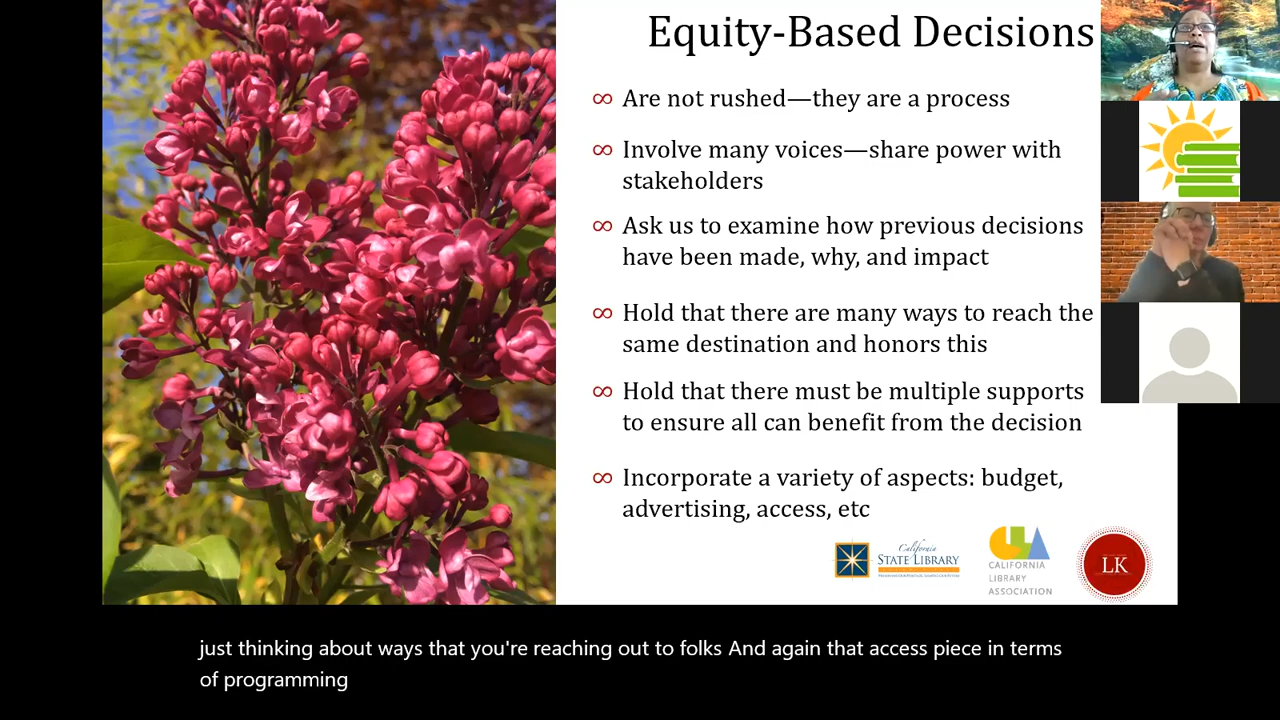 Equity-Based Decisions
∞ Are not rushed—they are a process
∞ Involve many voices—share power with
stakeholders
∞ Ask us to examine how previous decisions
have been made, why, and impact
∞ Hold that there are many ways to reach the
same destination and honors this
∞ Hold that there must be multiple supports
to ensure all can benefit from the decision
∞ Incorporate a variety of aspects: budget,
advertising, access, etc
California
STATE LIBRARY
CALIFORNIA
LIBRARY
ASSOCIATION
LK
just thinking about ways that you're reaching out to folks And again that access piece in terms
of programming